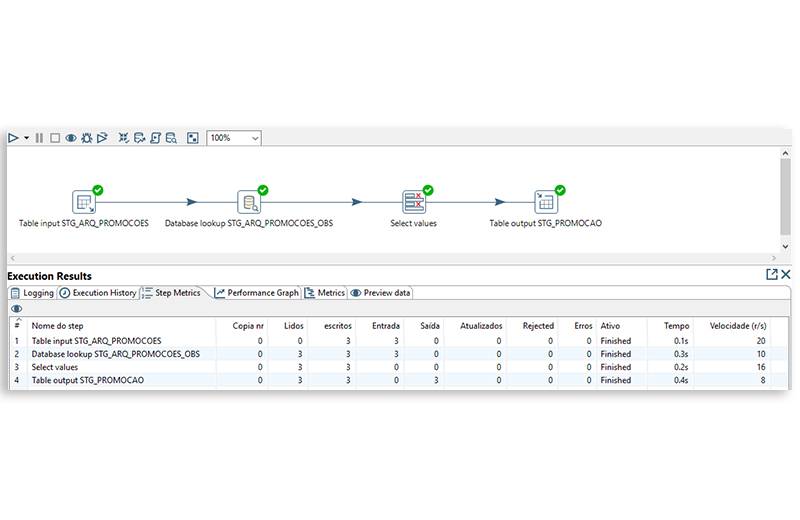 100%
Table input STG_ARQ_PROMOCOES Database lookup STG_ARQ_PROMOCOES_OBS Select values Table output STG_PROMOCAO
Execution Results
Logging Execution History Step Metrics Performance Graph Metrics Preview data
# Nome do step Copia nr Lidos escritos Entrada Saída Atualizados Rejected Erros Ativo Tempo Velocidade (r/s)
1 Table input STG_ARQ_PROMOCOES 0 0 3 3 0 0 0 0 Finished 0.1s 20
2 Database lookup STG_ARQ_PROMOCOES_OBS 0 3 3 3 0 0 0 0 Finished 0.3s 10
3 Select values 0 3 3 0 0 0 0 0 Finished 0.2s 16
4 Table output STG_PROMOCAO 0 3 3 0 3 0 0 0 Finished 0.4s 8